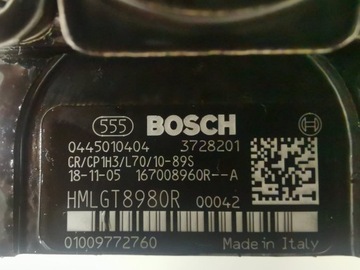 555 BOSCH
0445010404 3728201
CR/CP1H3/L70/10-89S
18-11-05 167008960R--A
HMLGT8980R 00042
01009772760 Made in Italy